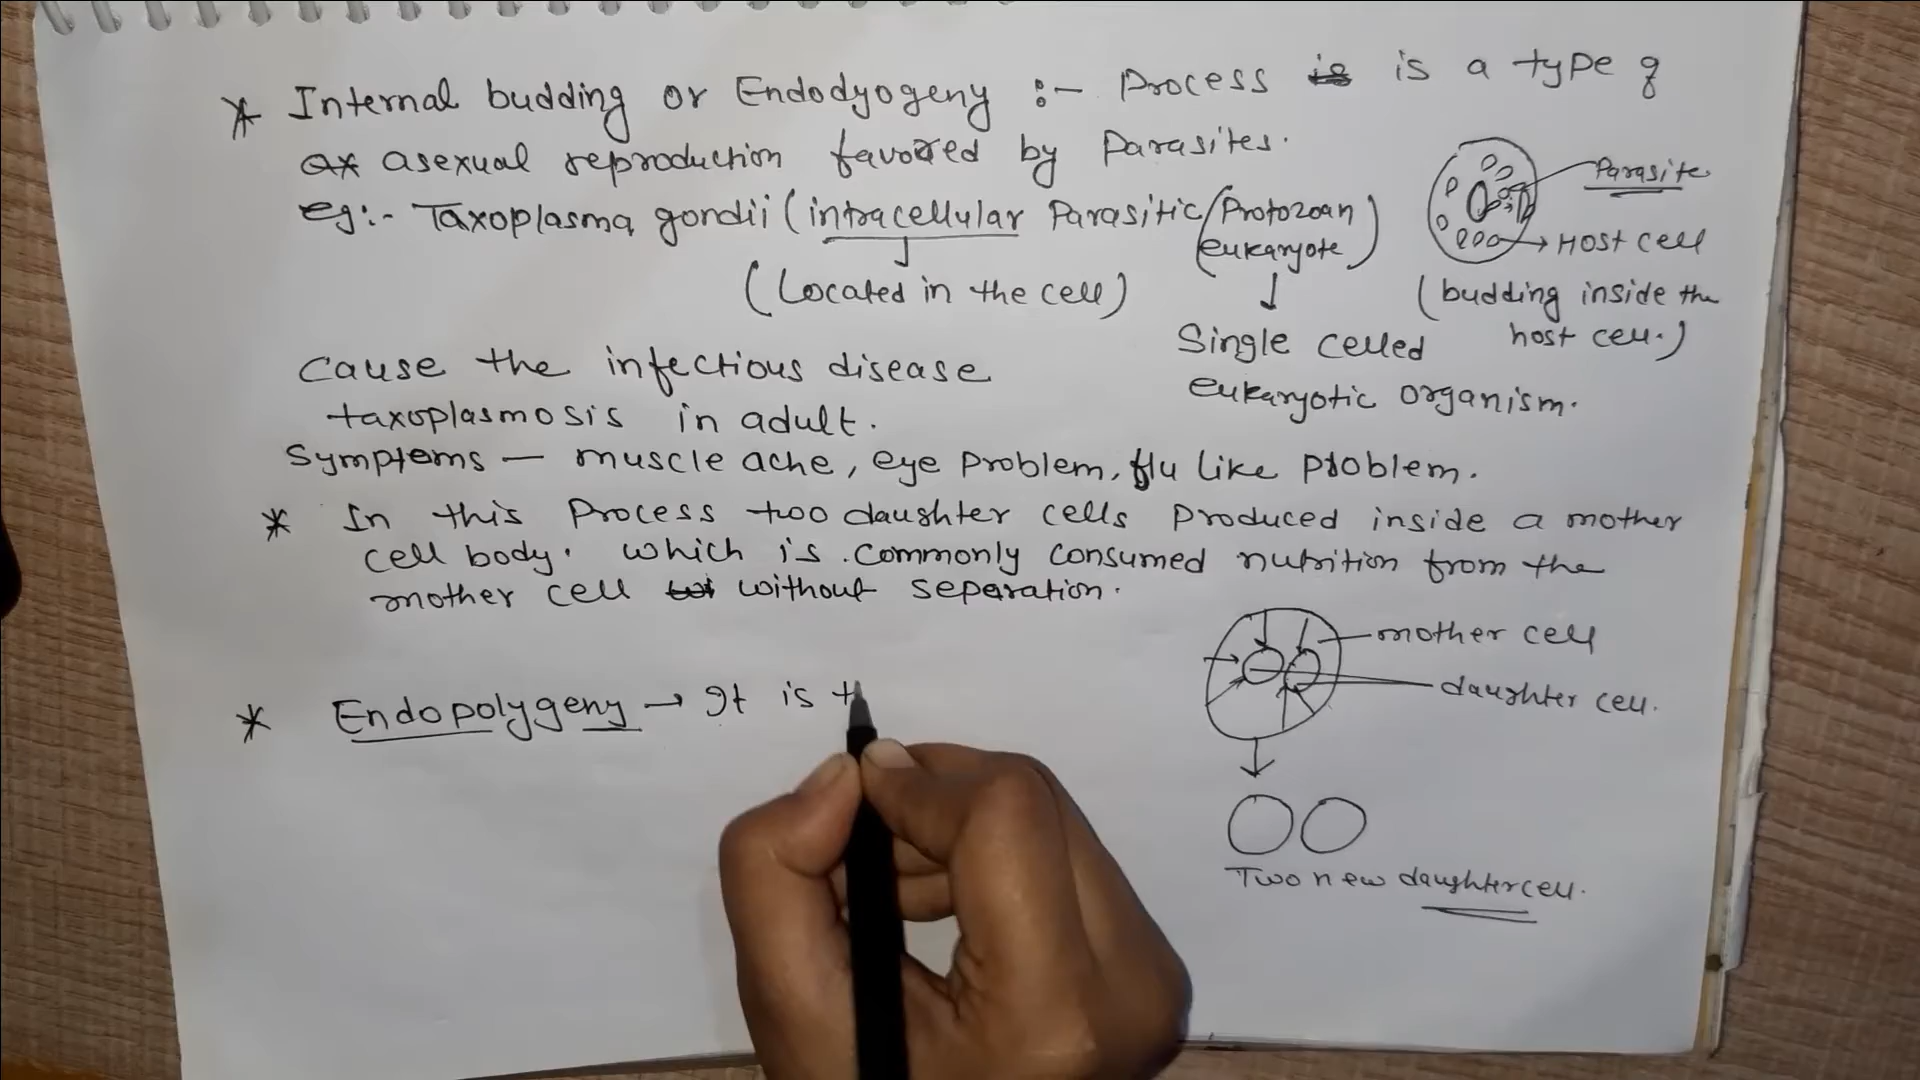 * Internal budding or Endodyogeny :- Process is is a type of
asexual reproduction favored by Parasites.
eg:- Taxoplasma gondii (intracellular Parasitic/Protozoan
eukaryote)
(Located in the cell)
Parasite
Host cell
(budding inside the
host cell.)
Single celled
eukaryotic organism.
cause the infectious disease
taxoplasmosis in adult.
Symptoms — muscle ache, eye problem, flu like problem.
* In this Process two daughter cells produced inside a mother
cell body. which is commonly consumed nutrition from the
mother cell without separation.
mother cell
daughter cell.
* Endopolygeny → It is t
Two new daughter cell.